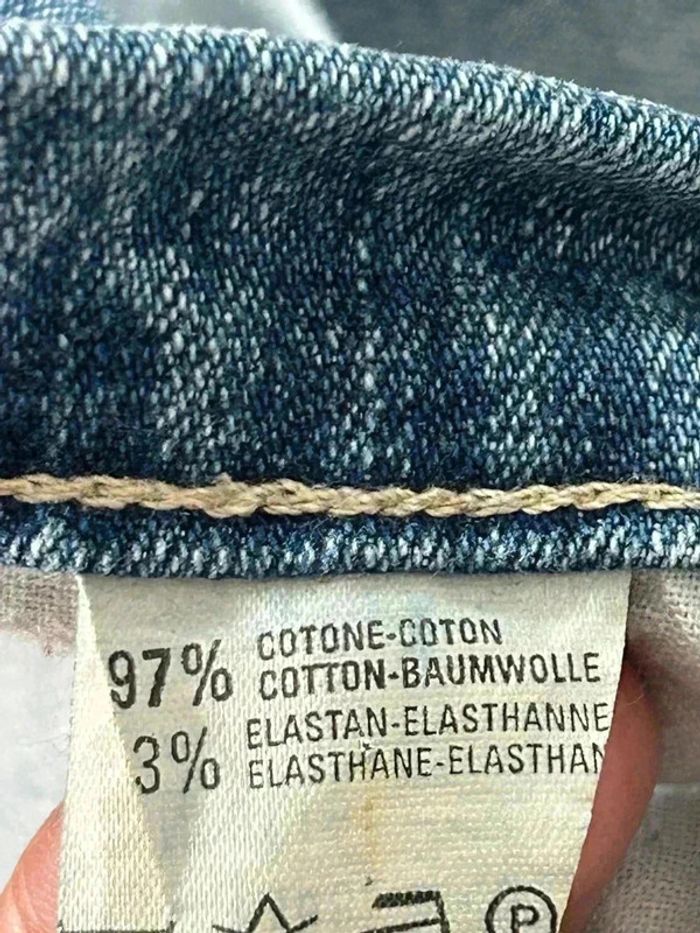 97% COTONE-COTON
COTTON-BAUMWOLLE
3% ELASTAN-ELASTHANNE
ELASTHANE-ELASTHAN
P